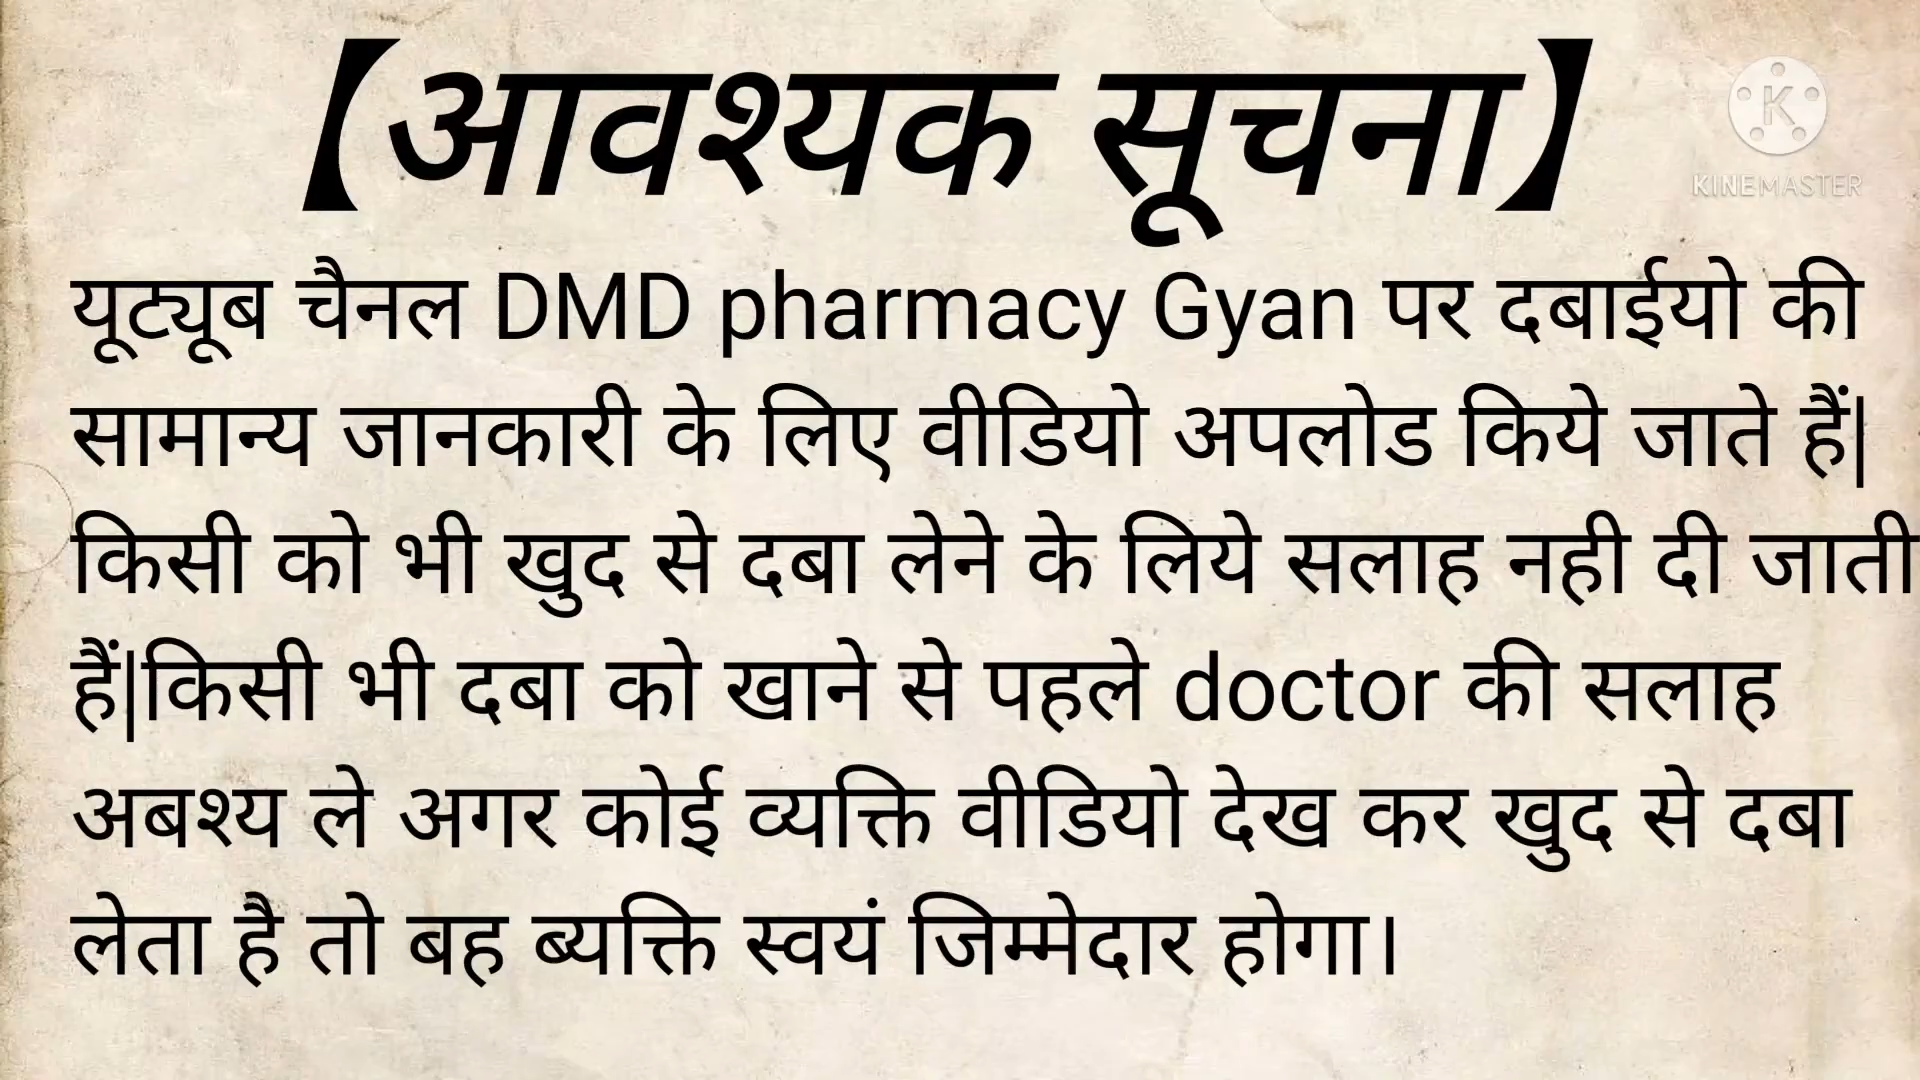 【आवश्यक सूचना】
KINEMASTER
यूट्यूब चैनल DMD pharmacy Gyan पर दबाईयो की
सामान्य जानकारी के लिए वीडियो अपलोड किये जाते हैं|
किसी को भी खुद से दबा लेने के लिये सलाह नही दी जाती
हैं|किसी भी दबा को खाने से पहले doctor की सलाह
अबश्य ले अगर कोई व्यक्ति वीडियो देख कर खुद से दबा
लेता है तो बह ब्यक्ति स्वयं जिम्मेदार होगा।